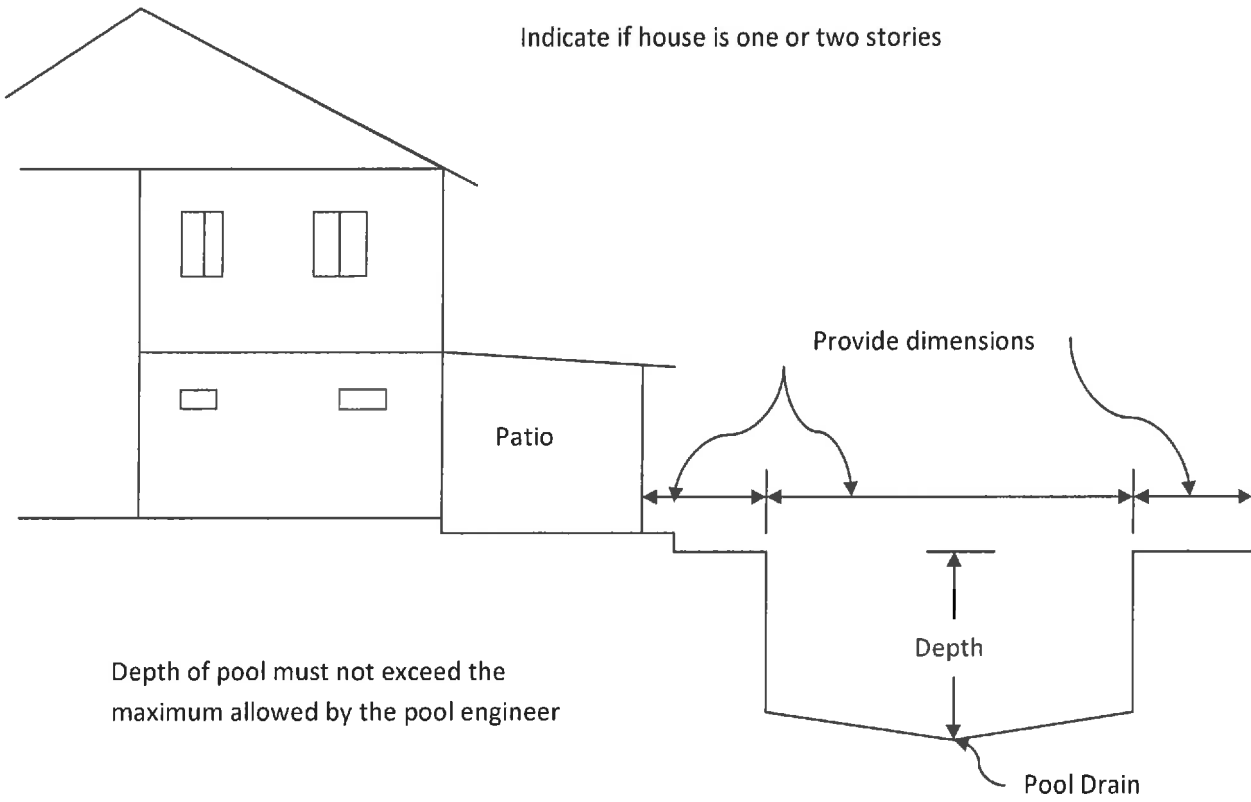 Indicate if house is one or two stories
Provide dimensions
Patio
Depth
Depth of pool must not exceed the
maximum allowed by the pool engineer
Pool Drain